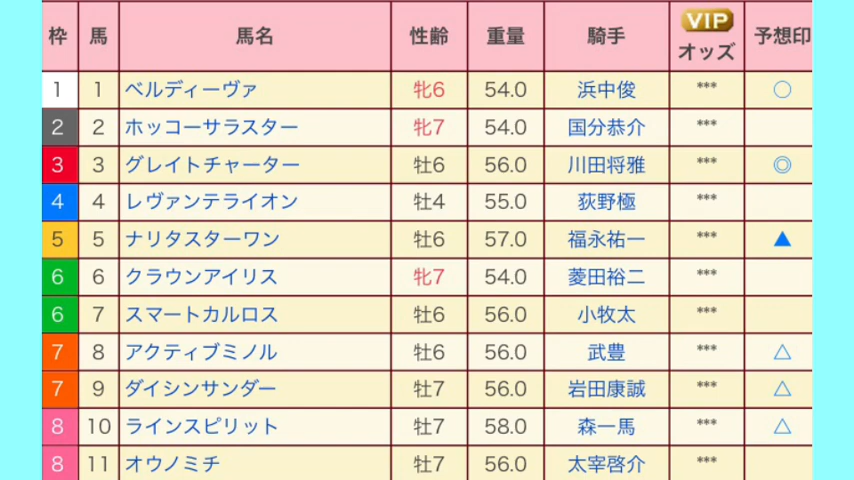 枠 馬 馬名 性齢 重量 騎手 VIP オッズ 予想印
1 1 ベルディーヴァ 牝6 54.0 浜中俊 *** ○
2 2 ホッコーサラスター 牝7 54.0 国分恭介 ***
3 3 グレイトチャーター 牡6 56.0 川田将雅 *** ◎
4 4 レヴァンテライオン 牡4 55.0 荻野極 ***
5 5 ナリタスターワン 牡6 57.0 福永祐一 *** ▲
6 6 クラウンアイリス 牝7 54.0 菱田裕二 ***
6 7 スマートカルロス 牡6 56.0 小牧太 ***
7 8 アクティブミノル 牡6 56.0 武豊 *** △
7 9 ダイシンサンダー 牡7 56.0 岩田康誠 *** △
8 10 ラインスピリット 牡7 58.0 森一馬 *** △
8 11 オウノミチ 牡7 56.0 太宰啓介 ***